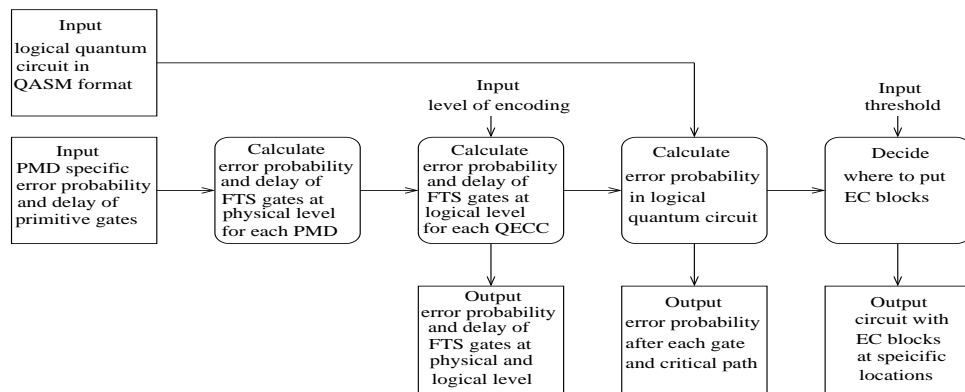 Input
logical quantum
circuit in
QASM format
Input
level of encoding
Input
threshold
Input
PMD specific
error probability
and delay of
primitive gates
Calculate
error probability
and delay of
FTS gates at
physical level
for each PMD
Calculate
error probability
and delay of
FTS gates at
logical level
for each QECC
Calculate
error probability
in logical
quantum circuit
Decide
where to put
EC blocks
Output
error probability
and delay of
FTS gates at
physical and
logical level
Output
error probability
after each gate
and critical path
Output
circuit with
EC blocks
at speicific
locations